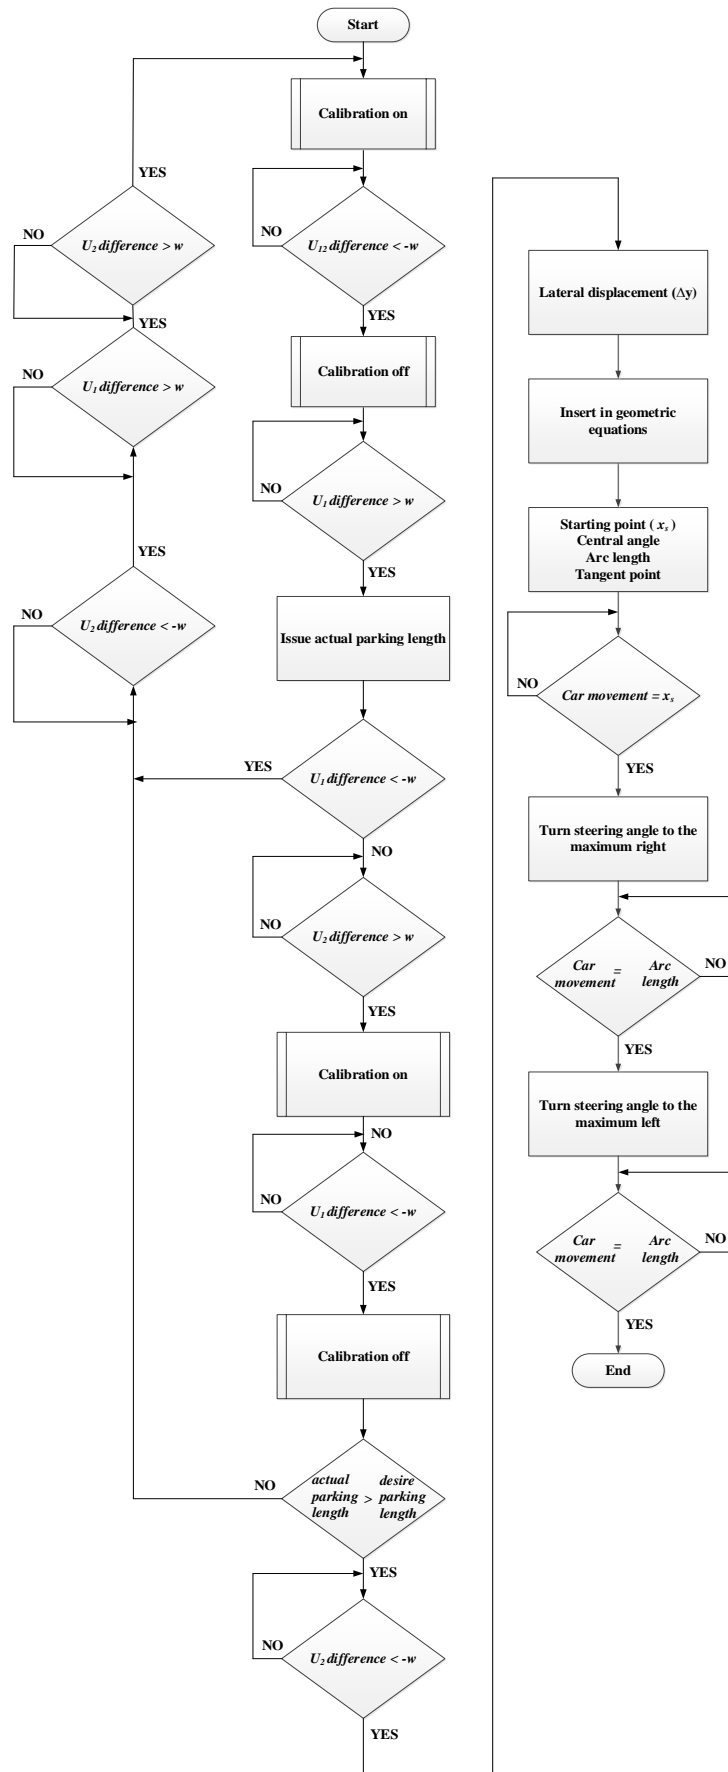 Start
Calibration on
NO
U12 difference < -w
YES
Calibration off
NO
U1 difference > w
YES
Issue actual parking length
YES
U1 difference < -w
NO
NO
U2 difference > w
YES
Calibration on
NO
NO
U1 difference < -w
YES
Calibration off
NO
actual parking length > desire parking length
YES
NO
U2 difference < -w
YES
YES
NO
U2 difference > w
YES
NO
U1 difference > w
YES
NO
U2 difference < -w
Lateral displacement (Δy)
Insert in geometric
equations
Starting point ( xs )
Central angle
Arc length
Tangent point
NO
Car movement = xs
YES
Turn steering angle to the
maximum right
Car movement = Arc length
NO
YES
Turn steering angle to the
maximum left
Car movement = Arc length
NO
YES
End